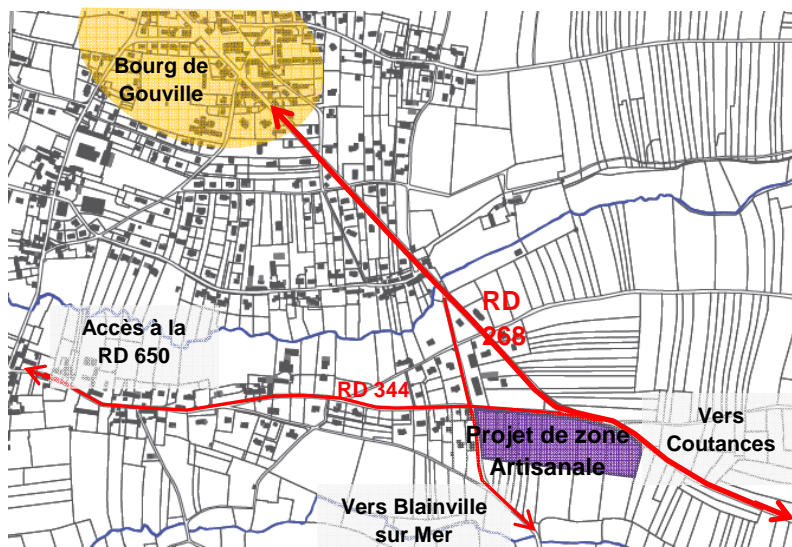 Bourg de
Gouville
RD
268
Accès à la
RD 650
RD 344
Projet de zone
Artisanale
Vers
Coutances
Vers Blainville
sur Mer